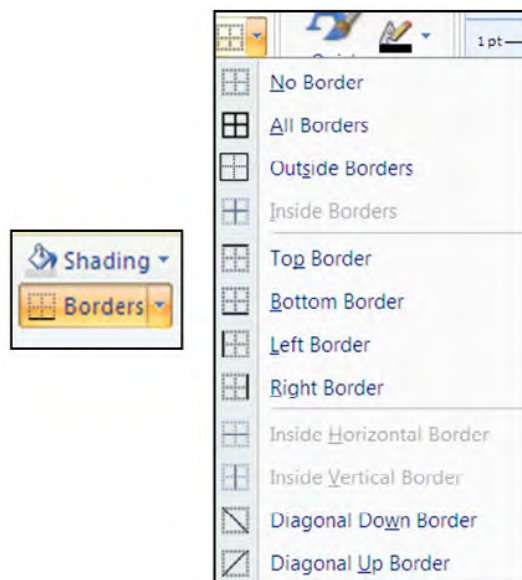 Shading
Borders
1 pt
No Border
All Borders
Outside Borders
Inside Borders
Top Border
Bottom Border
Left Border
Right Border
Inside Horizontal Border
Inside Vertical Border
Diagonal Down Border
Diagonal Up Border